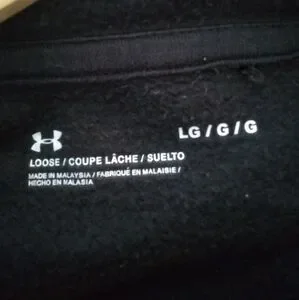 LG / G / G
LOOSE / COUPE LÂCHE / SUELTO
MADE IN MALAYSIA / FABRIQUÉ EN MALAISIE /
HECHO EN MALASIA